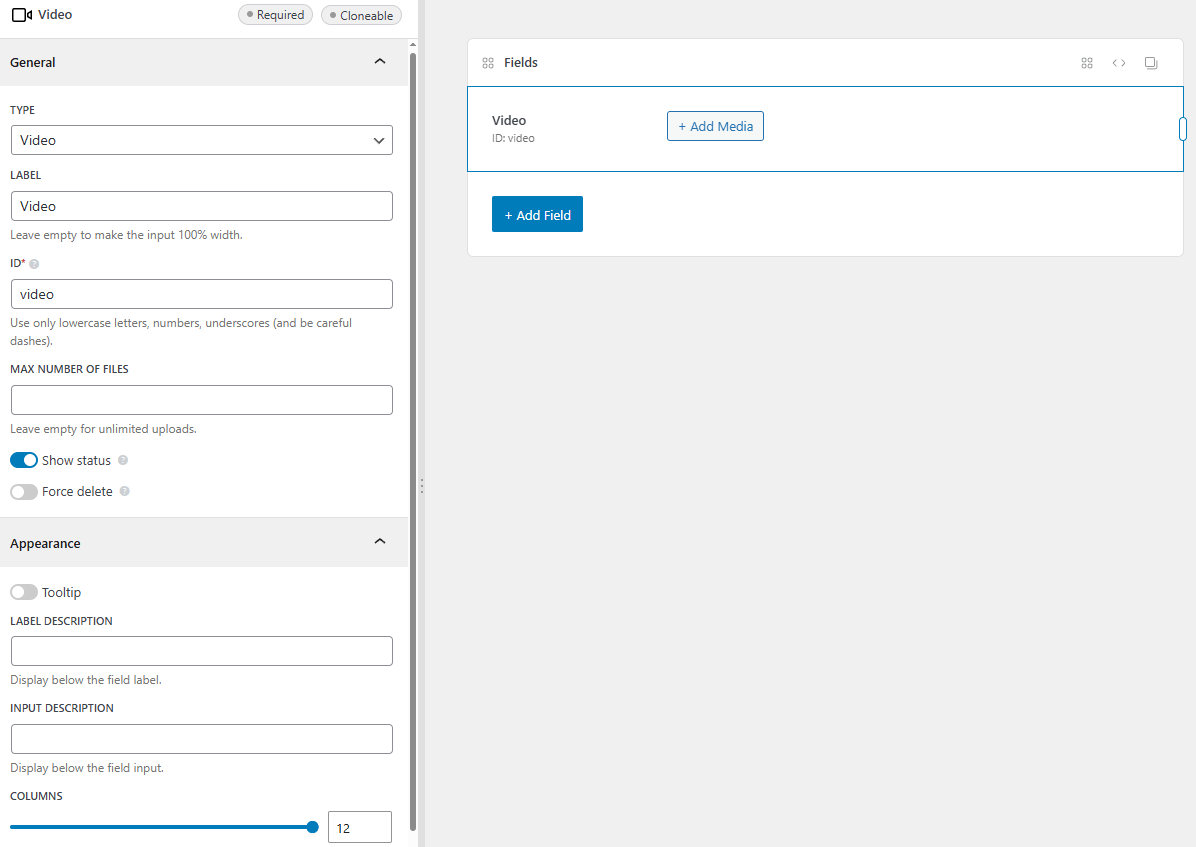 Video
Required
Cloneable
General
TYPE
Video
LABEL
Video
Leave empty to make the input 100% width.
ID*
video
Use only lowercase letters, numbers, underscores (and be careful
dashes).
MAX NUMBER OF FILES
Leave empty for unlimited uploads.
Show status
Force delete
Appearance
Tooltip
LABEL DESCRIPTION
Display below the field label.
INPUT DESCRIPTION
Display below the field input.
COLUMNS
12
Fields
Video
ID: video
+ Add Media
+ Add Field